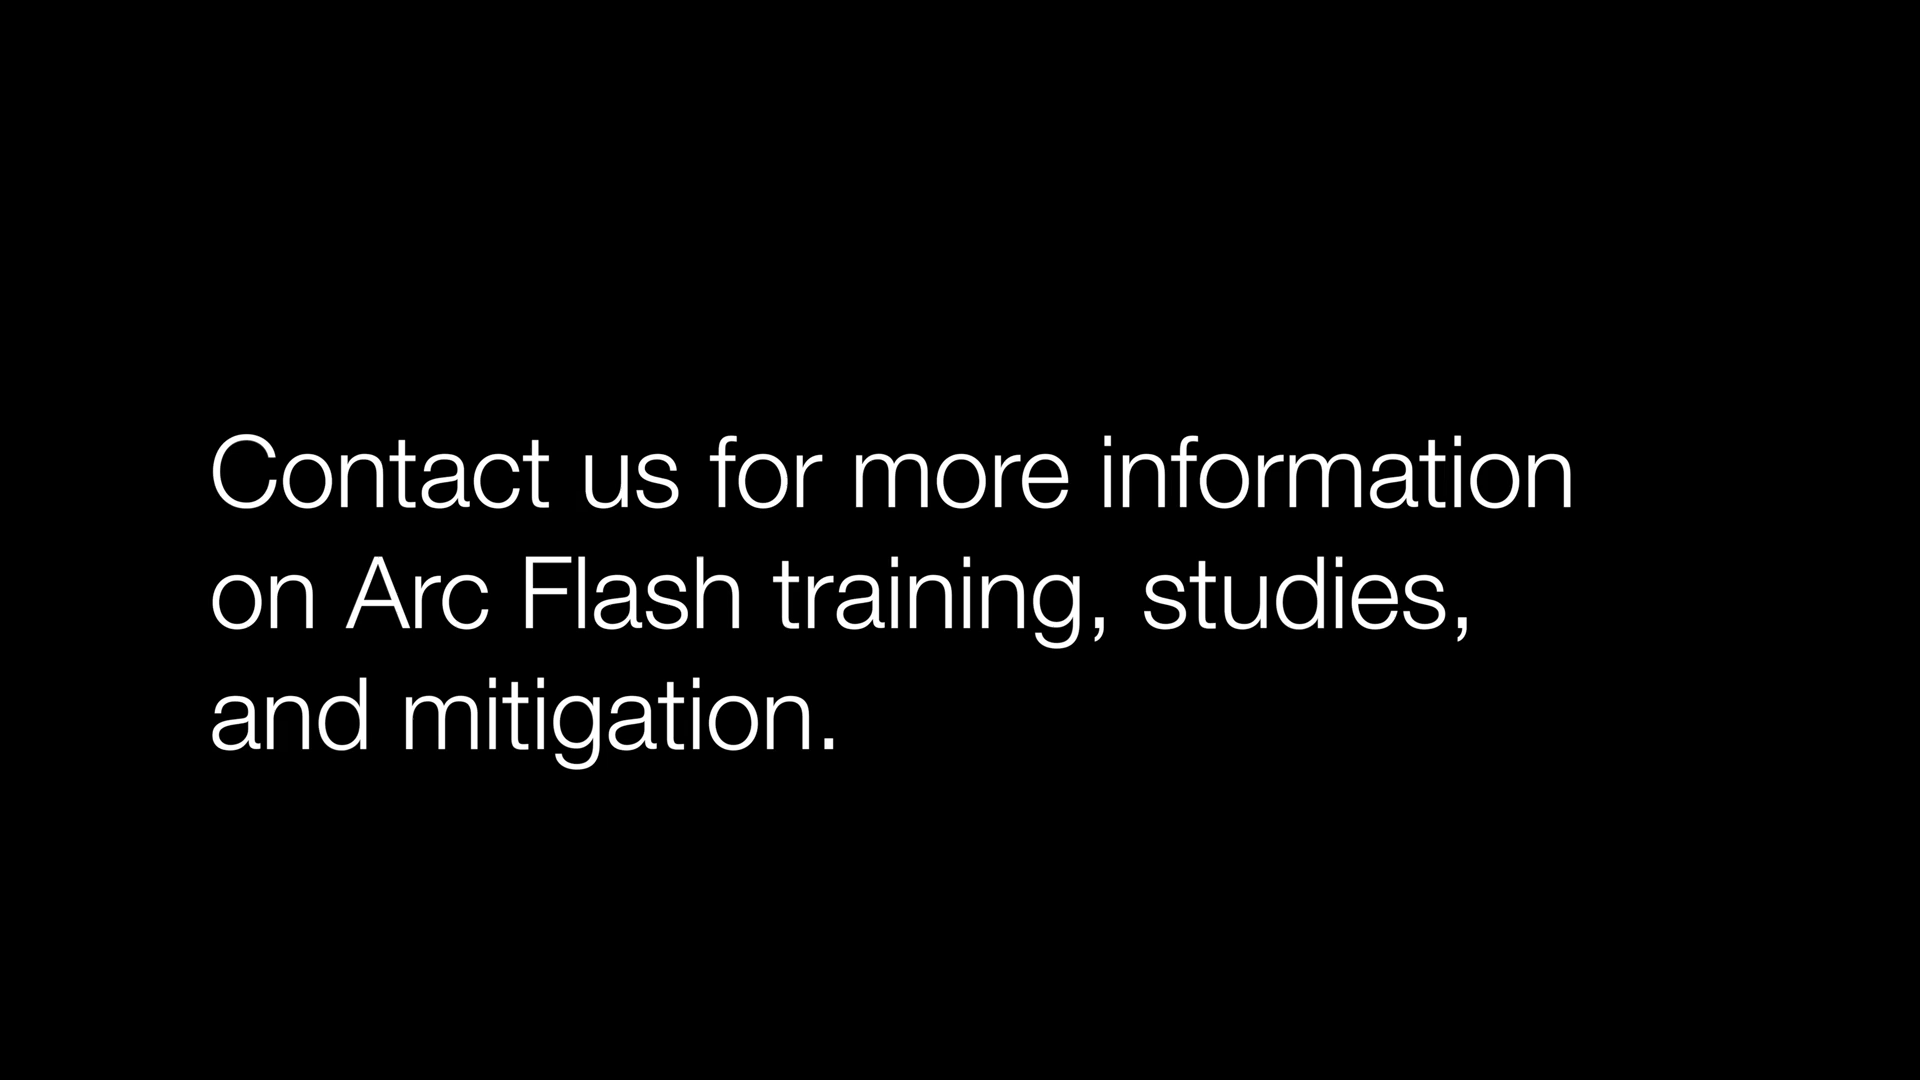 Contact us for more information
on Arc Flash training, studies,
and mitigation.